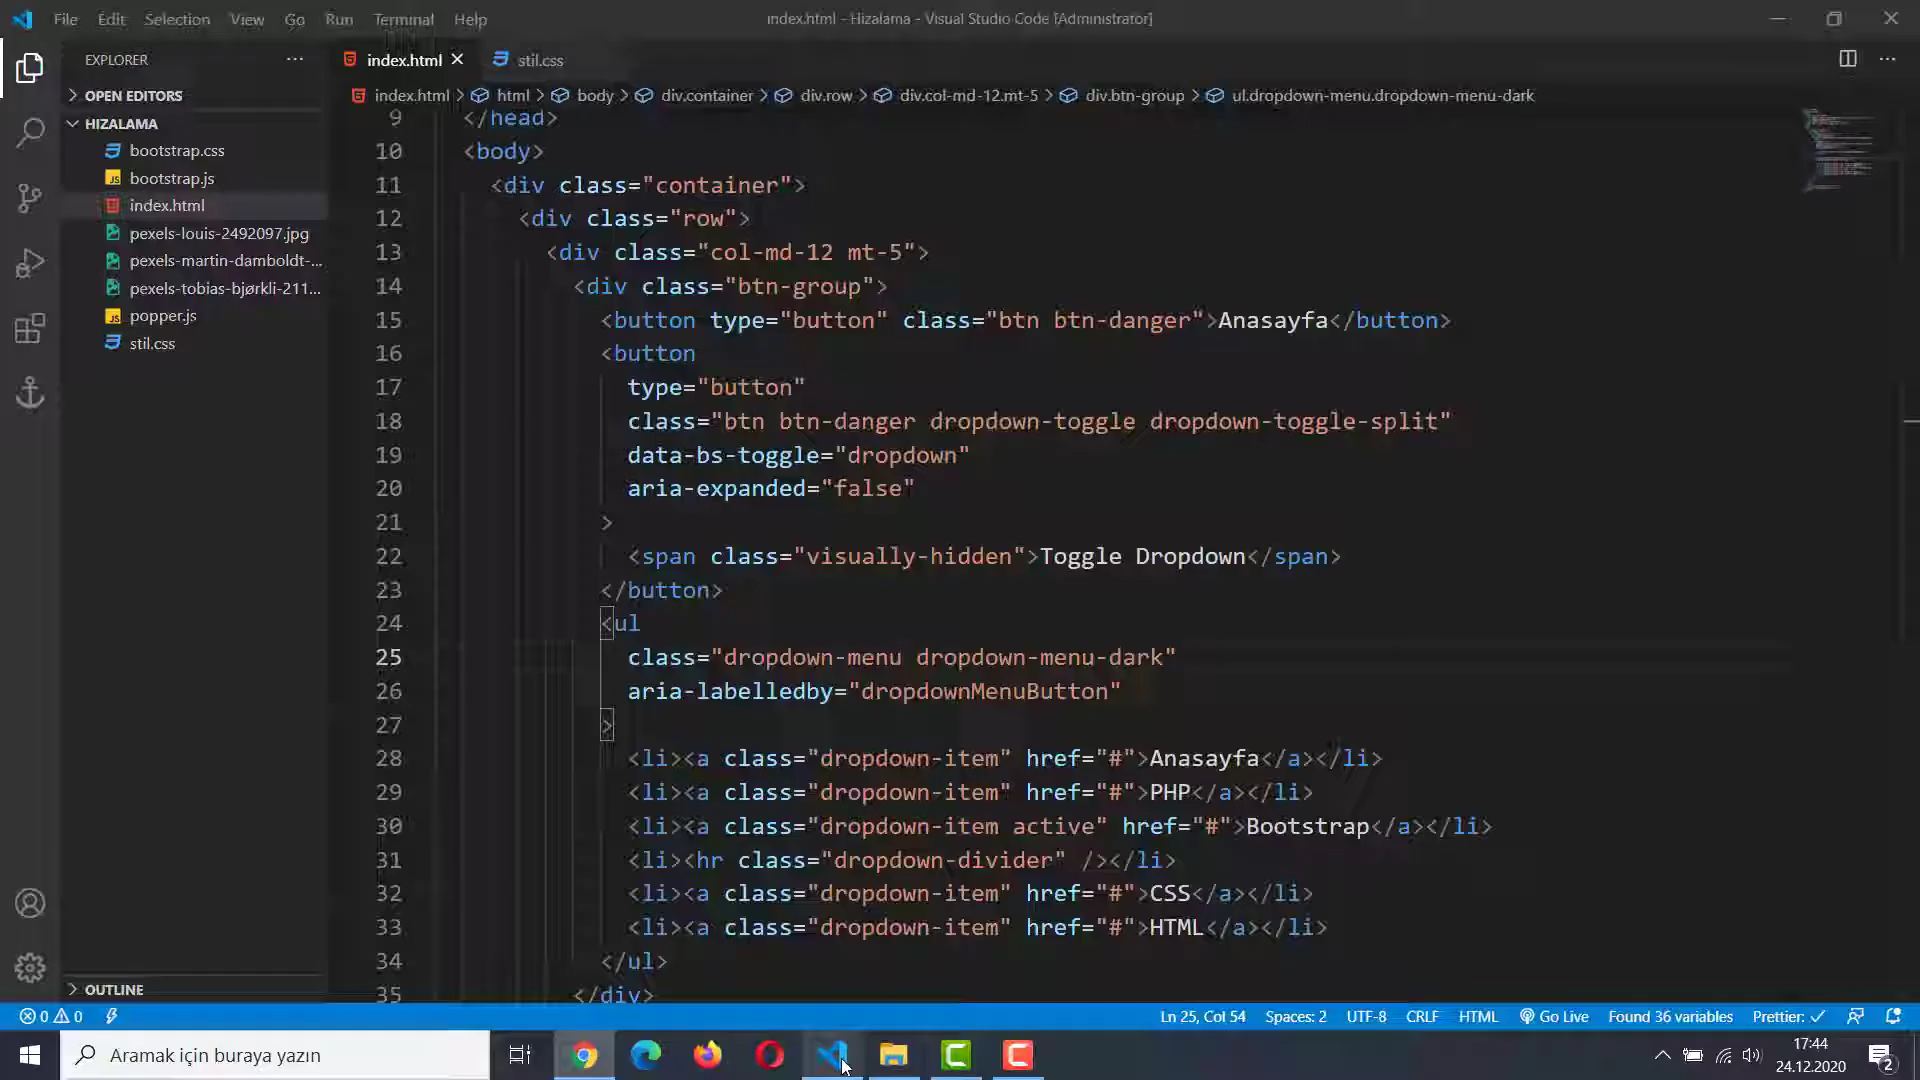 File Edit Selection View Go Run Terminal Help
index.html - Hizalama - Visual Studio Code [Administrator]
EXPLORER
index.html
stil.css
index.html > html > body > div.container > div.row > div.col-md-12.mt-5 > div.btn-group > ul.dropdown-menu.dropdown-menu-dark
OPEN EDITORS
HIZALAMA
bootstrap.css
bootstrap.js
index.html
pexels-louis-2492097.jpg
pexels-martin-damboldt-...
pexels-tobias-bjørkli-211...
popper.js
stil.css
OUTLINE
9 </head>
10 <body>
11 <div class="container">
12 <div class="row">
13 <div class="col-md-12 mt-5">
14 <div class="btn-group">
15 <button type="button" class="btn btn-danger">Anasayfa</button>
16 <button
17 type="button"
18 class="btn btn-danger dropdown-toggle dropdown-toggle-split"
19 data-bs-toggle="dropdown"
20 aria-expanded="false"
21 >
22 <span class="visually-hidden">Toggle Dropdown</span>
23 </button>
24 <ul
25 class="dropdown-menu dropdown-menu-dark"
26 aria-labelledby="dropdownMenuButton"
27 >
28 <li><a class="dropdown-item" href="#">Anasayfa</a></li>
29 <li><a class="dropdown-item" href="#">PHP</a></li>
30 <li><a class="dropdown-item active" href="#">Bootstrap</a></li>
31 <li><hr class="dropdown-divider" /></li>
32 <li><a class="dropdown-item" href="#">CSS</a></li>
33 <li><a class="dropdown-item" href="#">HTML</a></li>
34 </ul>
35 </div>
0 0
Ln 25, Col 54 Spaces: 2 UTF-8 CRLF HTML Go Live Found 36 variables Prettier: ✓
Aramak için buraya yazın
17:44
24.12.2020
2